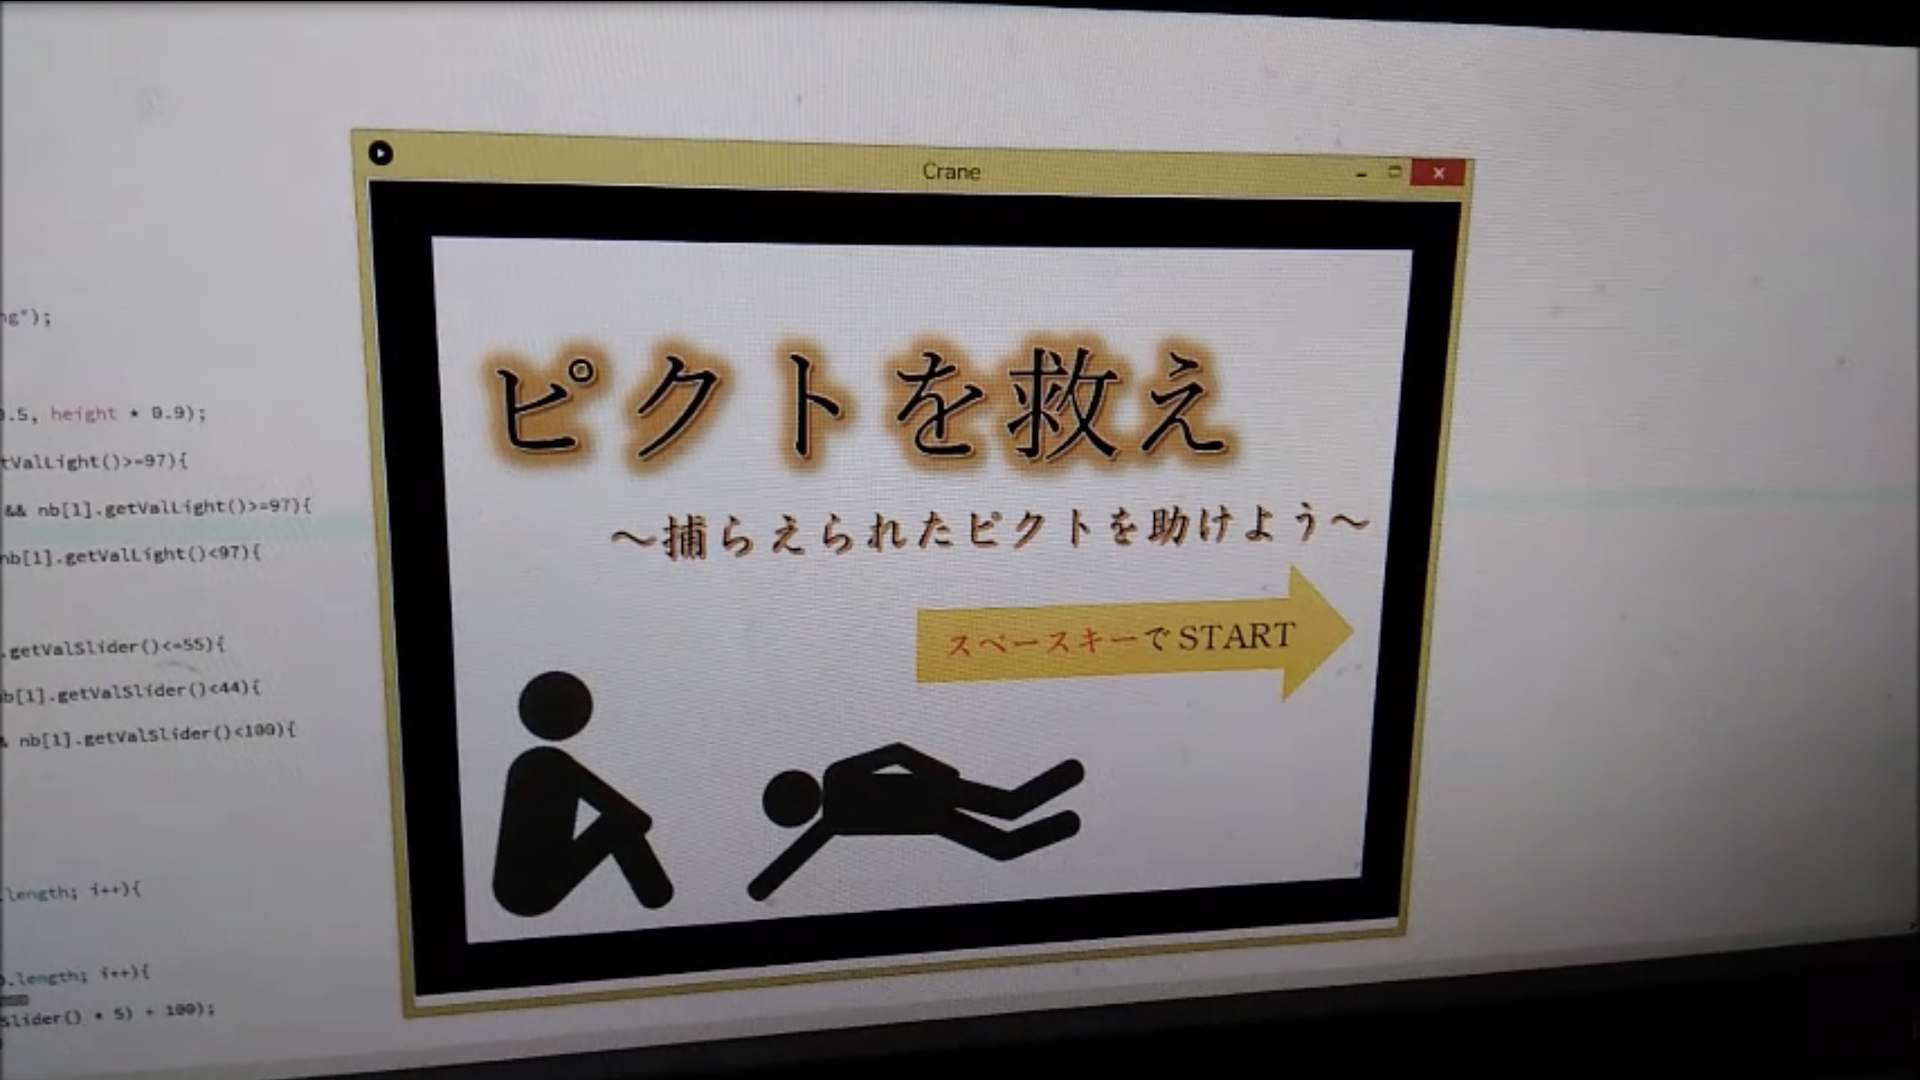 Crane
ピクトを救え
～捕らえられたピクトを助けよう～
スペースキーでSTART
ng");
0.5, height * 0.9);
tValLight()>=97){
&& nb[1].getValLight()>=97){
nb[1].getValLight()<97){
.getValSlider()<=55){
nb[1].getValSlider()<44){
& nb[1].getValSlider()<100){
.length; i++){
.length; i++){
Slider() * 5) + 100);